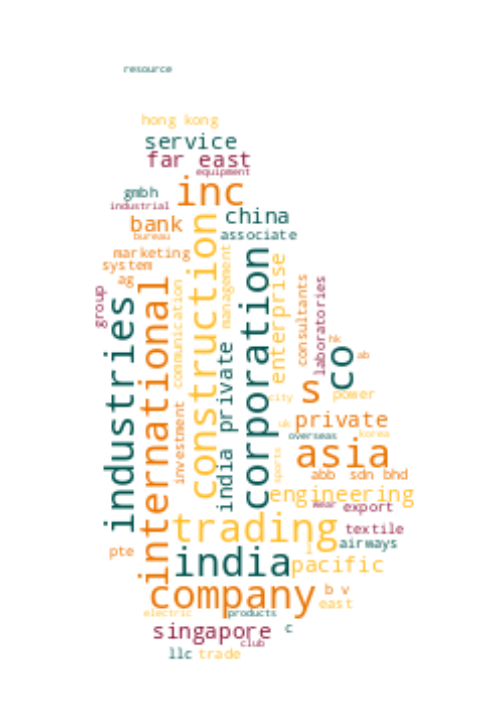 resource
hong kong
service
far east
equipment
gmbh
inc
industrial
bank
china
bureau
associate
marketing
system
ag
management
group
communication
construction
corporation
enterprise
consultants
laboratories
industries
international
hk
co
ab
india private
investment
city
s
power
uk
private
overseas
korea
sports
asia
abb
sdn bhd
engineering
wear
export
trading
textile
airways
pte
india
pacific
company
b v
east
electric
products
singapore
c
club
llc
trade